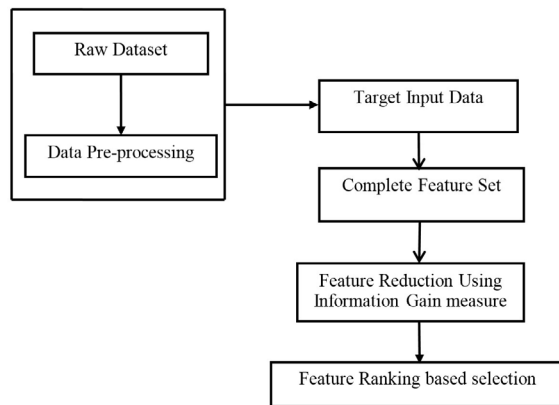 Raw Dataset
Data Pre-processing
Target Input Data
Complete Feature Set
Feature Reduction Using
Information Gain measure
Feature Ranking based selection